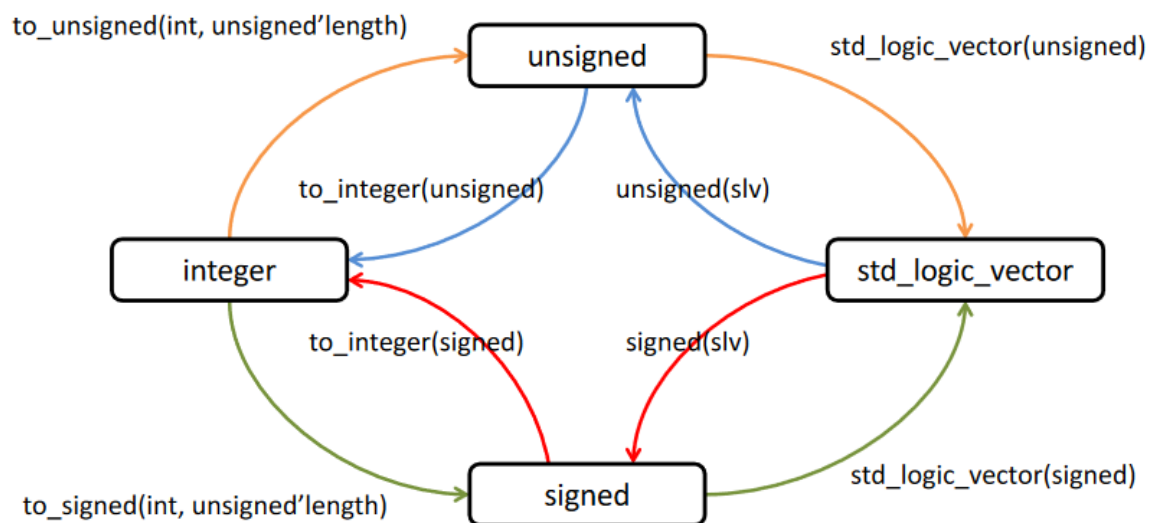 to_unsigned(int, unsigned’length)
unsigned
std_logic_vector(unsigned)
to_integer(unsigned)
unsigned(slv)
integer
std_logic_vector
to_integer(signed)
signed(slv)
to_signed(int, unsigned’length)
signed
std_logic_vector(signed)